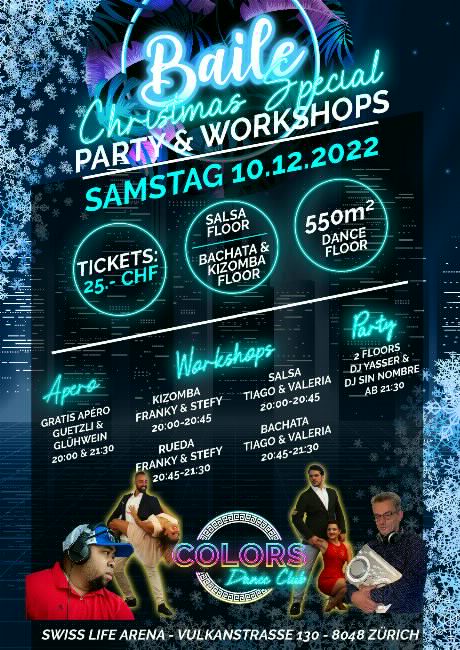 Baile
Christmas Special
PARTY & WORKSHOPS
SAMSTAG 10.12.2022
TICKETS:
25.- CHF
SALSA
FLOOR
BACHATA &
KIZOMBA
FLOOR
550m²
DANCE
FLOOR
Apero
GRATIS APÉRO
GUETZLI &
GLÜHWEIN
20:00 & 21:30
Workshops
KIZOMBA
FRANKY & STEFY
20:00-20:45
RUEDA
FRANKY & STEFY
20:45-21:30
SALSA
TIAGO & VALERIA
20:00-20:45
BACHATA
TIAGO & VALERIA
20:45-21:30
Party
2 FLOORS
DJ YASSER &
DJ SIN NOMBRE
AB 21:30
COLORS
Dance Club
SWISS LIFE ARENA - VULKANSTRASSE 130 - 8048 ZÜRICH